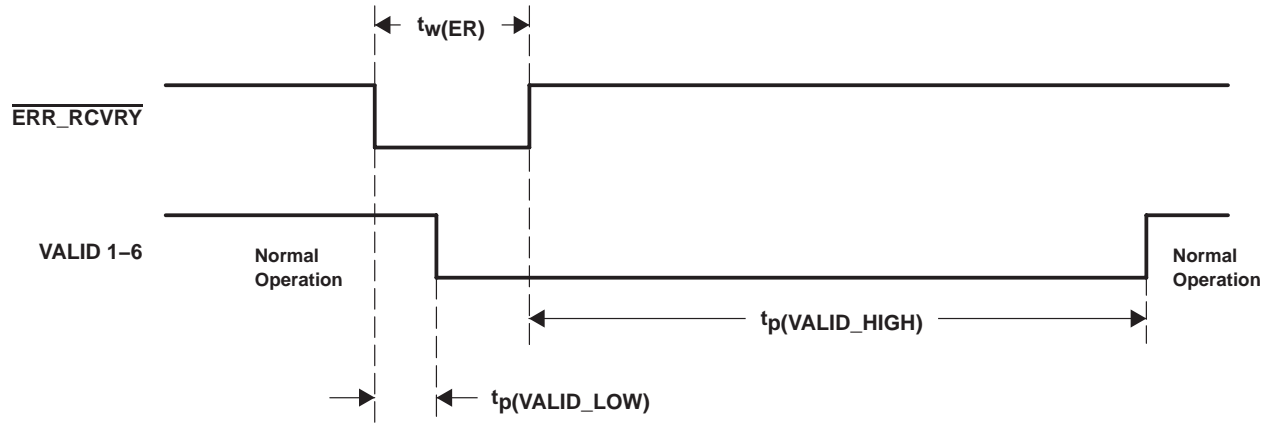 tw(ER)
ERR_RCVRY
VALID 1–6
Normal
Operation
Normal
Operation
tp(VALID_HIGH)
tp(VALID_LOW)